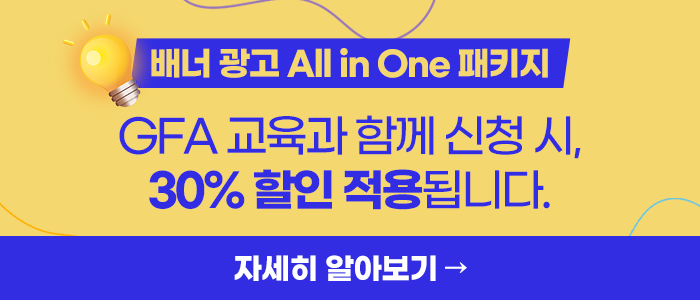 배너 광고 All in One 패키지
GFA 교육과 함께 신청 시,
30% 할인 적용됩니다.
자세히 알아보기 →